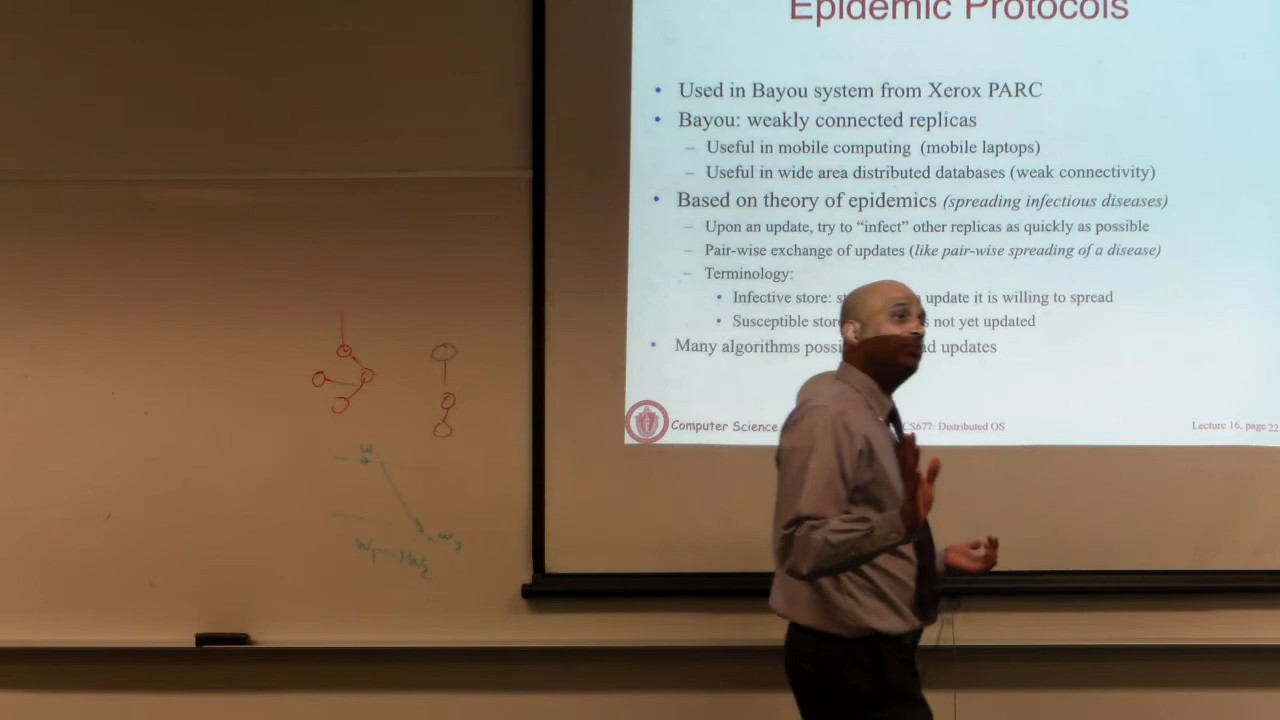 Epidemic Protocols
• Used in Bayou system from Xerox PARC
• Bayou: weakly connected replicas
– Useful in mobile computing (mobile laptops)
– Useful in wide area distributed databases (weak connectivity)
• Based on theory of epidemics (spreading infectious diseases)
– Upon an update, try to “infect” other replicas as quickly as possible
– Pair-wise exchange of updates (like pair-wise spreading of a disease)
– Terminology:
• Infective store: update it is willing to spread
• Susceptible not yet updated
• Many algorithms updates
Computer Science CS677: Distributed OS Lecture 16, page 22